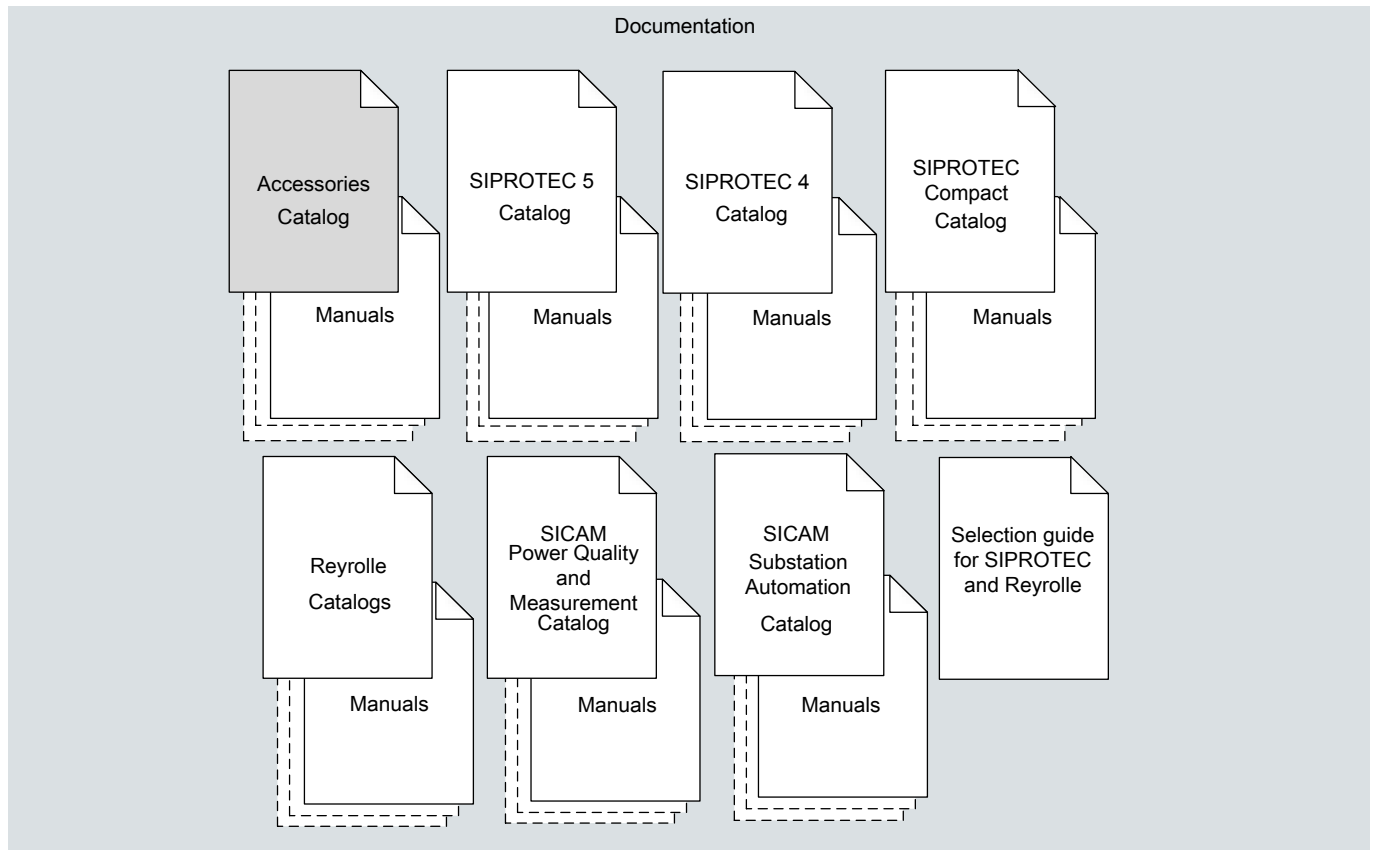 Documentation
Accessories
Catalog
Manuals
SIPROTEC 5
Catalog
Manuals
SIPROTEC 4
Catalog
Manuals
SIPROTEC
Compact
Catalog
Manuals
Reyrolle
Catalogs
Manuals
SICAM
Power Quality
and
Measurement
Catalog
Manuals
SICAM
Substation
Automation
Catalog
Manuals
Selection guide
for SIPROTEC
and Reyrolle